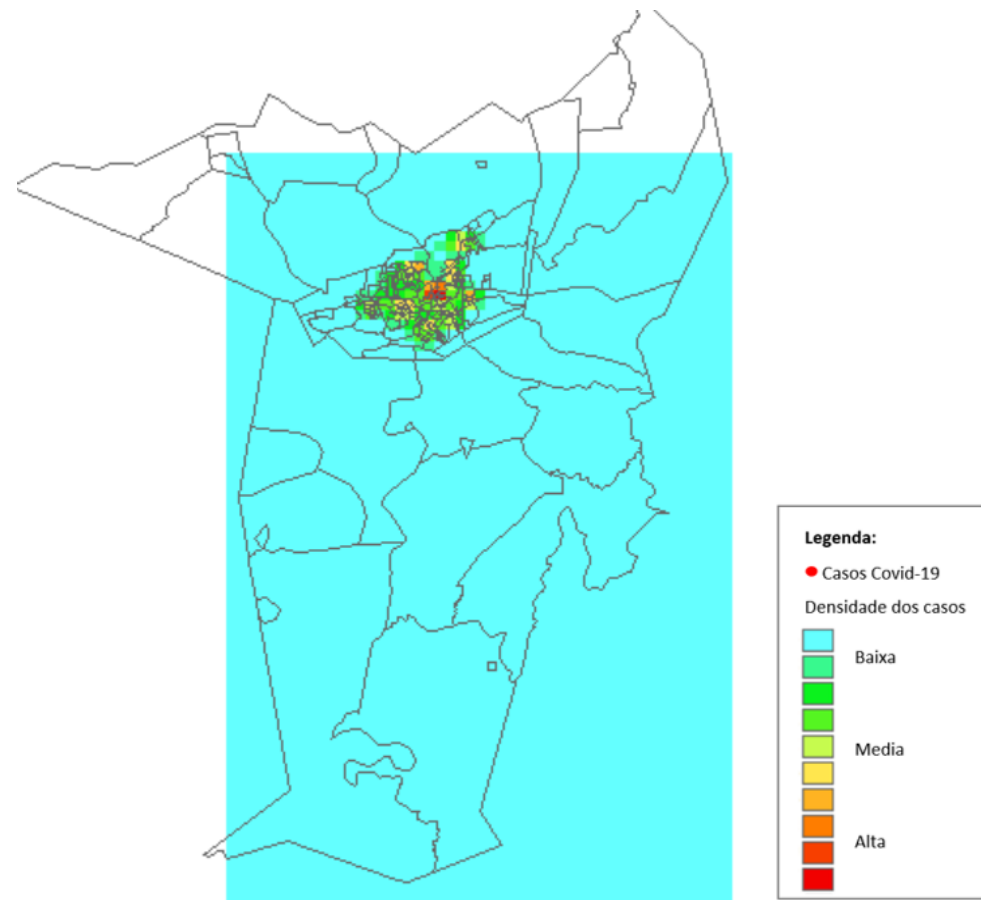 Legenda:
Casos Covid-19
Densidade dos casos
Baixa
Media
Alta